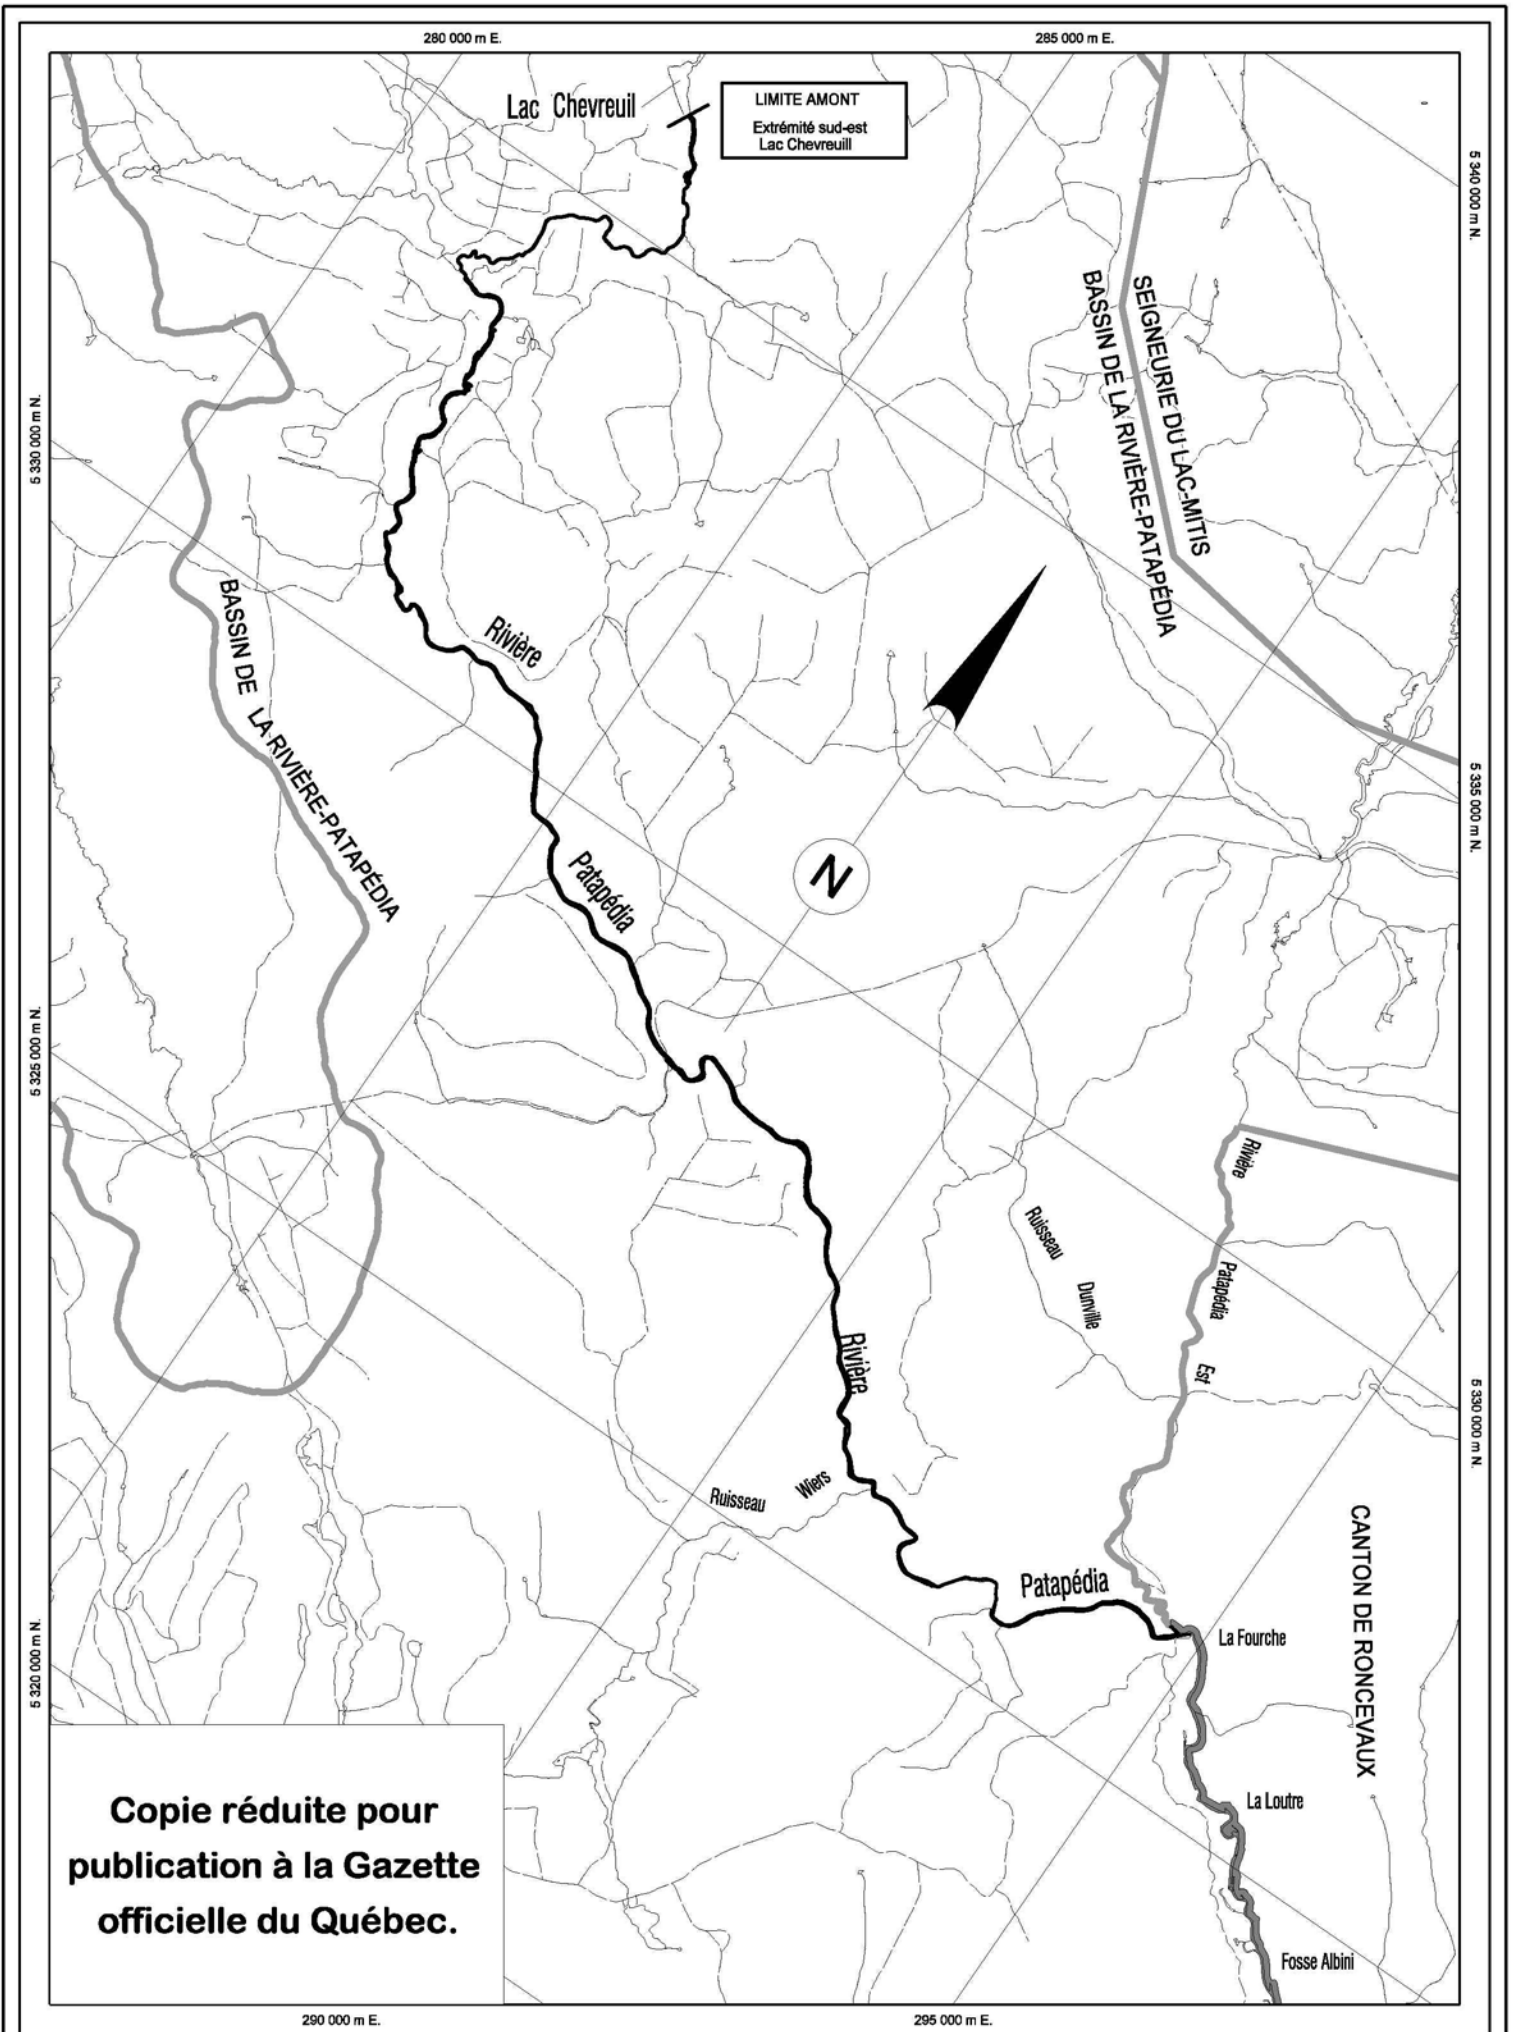 280 000 m E.
285 000 m E.
Lac Chevreuil
LIMITE AMONT
Extrémité sud-est
Lac Chevreuill
5 340 000 m N.
SEIGNEURIE DU LAC-MITIS
BASSIN DE LA RIVIÈRE-PATAPÉDIA
5 330 000 m N.
BASSIN DE LA RIVIÈRE-PATAPÉDIA
Rivière
Patapédia
N
5 335 000 m N.
5 325 000 m N.
Rivière
Patapédia
Est
Ruisseau
Dunville
Rivière
Ruisseau
Wiers
Patapédia
5 330 000 m N.
CANTON DE RONCEVAUX
La Fourche
5 320 000 m N.
La Loutre
Fosse Albini
Copie réduite pour
publication à la Gazette
officielle du Québec.
290 000 m E.
295 000 m E.